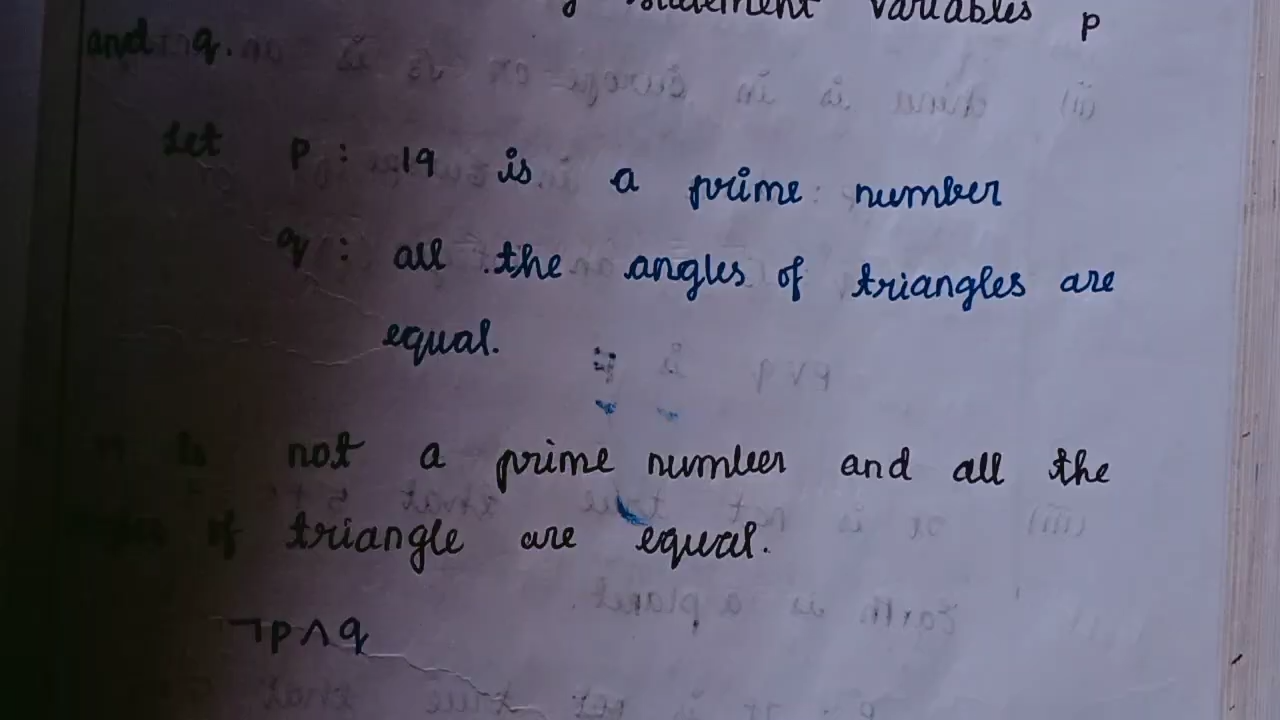 statement variables p
and q.
Let p : 19 is a prime number
q : all the angles of triangles are
equal.
not a prime number and all the
of triangle are equal.
¬p∧q